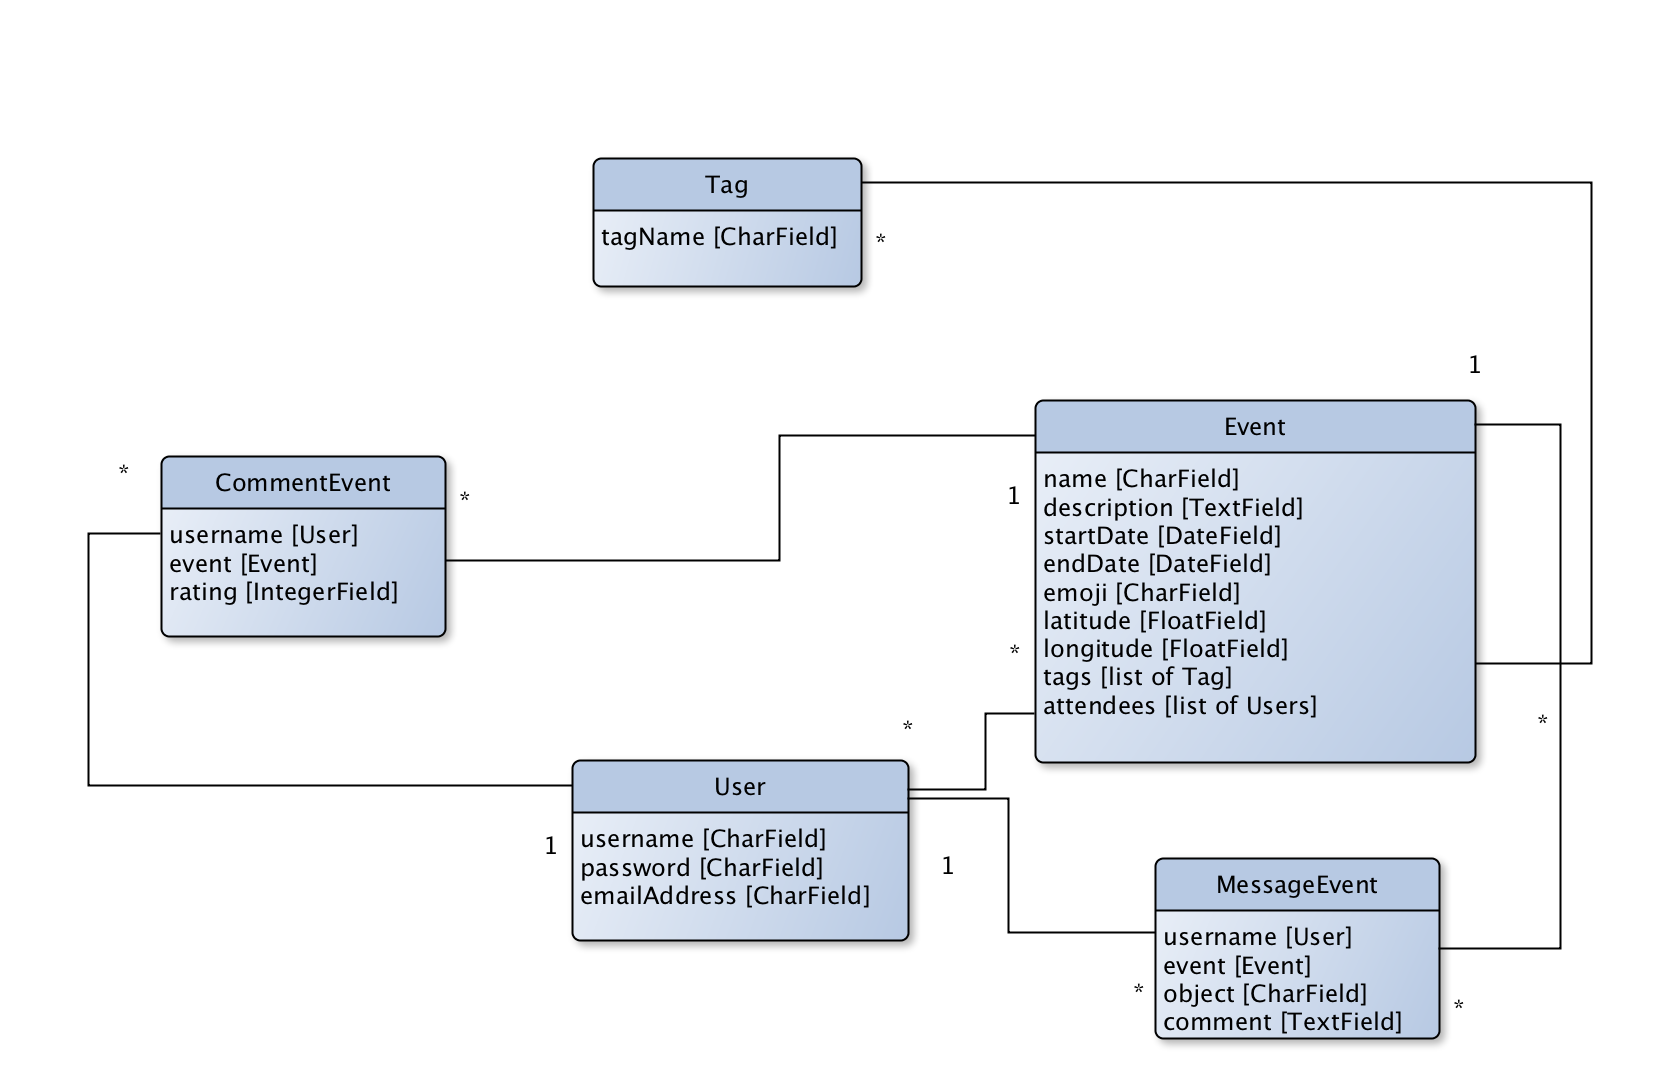 Tag
tagName [CharField]
*
1
Event
name [CharField]
description [TextField]
startDate [DateField]
endDate [DateField]
emoji [CharField]
latitude [FloatField]
longitude [FloatField]
tags [list of Tag]
attendees [list of Users]
1
*
*
*
CommentEvent
username [User]
event [Event]
rating [IntegerField]
*
*
User
username [CharField]
password [CharField]
emailAddress [CharField]
1
1
MessageEvent
username [User]
event [Event]
object [CharField]
comment [TextField]
*
*